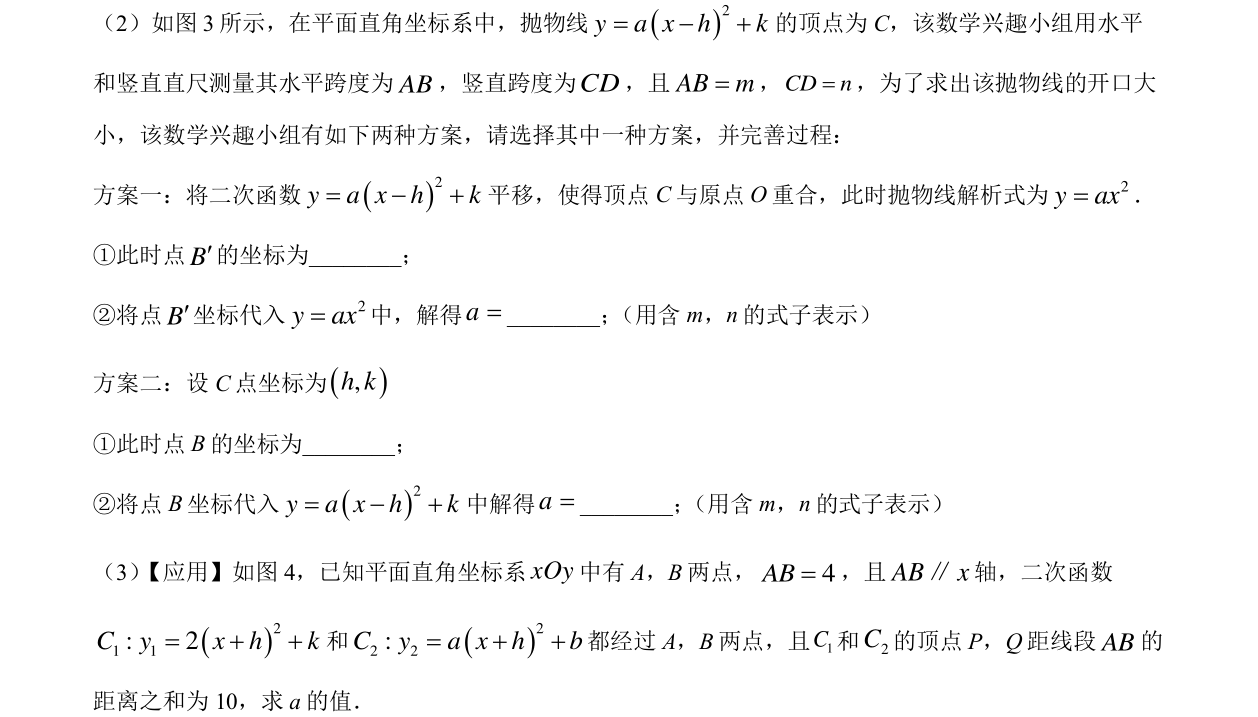 （2）如图 3 所示，在平面直角坐标系中，抛物线 y = a(x − h)² + k 的顶点为 C，该数学兴趣小组用水平
和竖直直尺测量其水平跨度为 AB，竖直跨度为 CD，且 AB = m，CD = n，为了求出该抛物线的开口大
小，该数学兴趣小组有如下两种方案，请选择其中一种方案，并完善过程：
方案一：将二次函数 y = a(x − h)² + k 平移，使得顶点 C 与原点 O 重合，此时抛物线解析式为 y = ax²．
①此时点 B′ 的坐标为________；
②将点 B′ 坐标代入 y = ax² 中，解得 a = ________；（用含 m，n 的式子表示）
方案二：设 C 点坐标为 (h, k)
①此时点 B 的坐标为________；
②将点 B 坐标代入 y = a(x − h)² + k 中解得 a = ________；（用含 m，n 的式子表示）
（3）【应用】如图 4，已知平面直角坐标系 xOy 中有 A，B 两点，AB = 4，且 AB ∥ x 轴，二次函数
C₁ : y₁ = 2(x + h)² + k 和 C₂ : y₂ = a(x + h)² + b 都经过 A，B 两点，且 C₁ 和 C₂ 的顶点 P，Q 距线段 AB 的
距离之和为 10，求 a 的值．